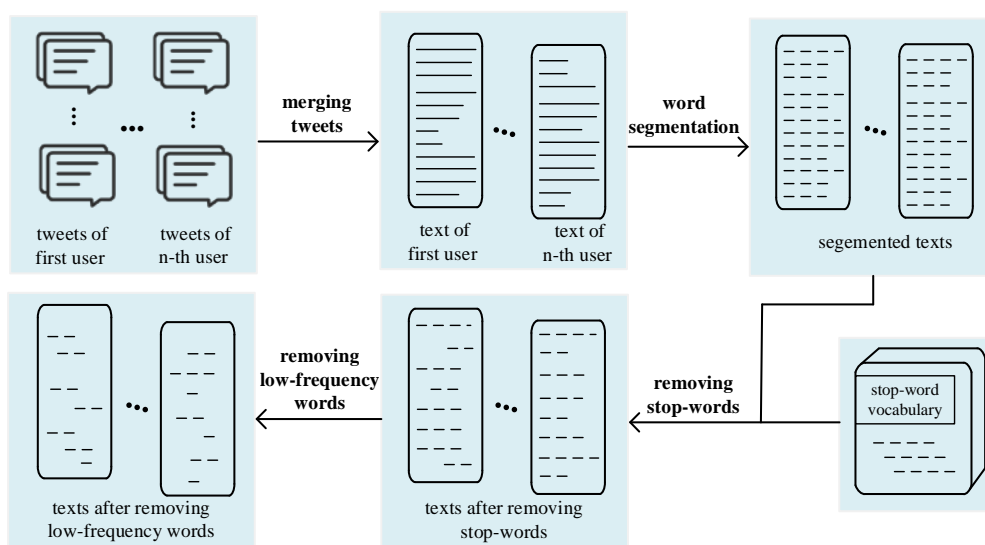 tweets of
first user
tweets of
n-th user
merging
tweets
text of
first user
text of
n-th user
word
segmentation
segemented texts
stop-word
vocabulary
removing
stop-words
texts after removing
stop-words
removing
low-frequency
words
texts after removing
low-frequency words